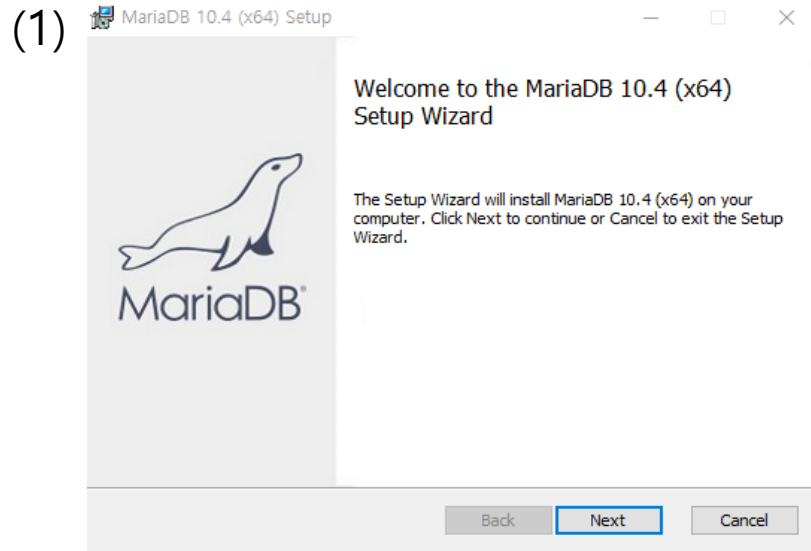 (1)
MariaDB 10.4 (x64) Setup
Welcome to the MariaDB 10.4 (x64)
Setup Wizard
The Setup Wizard will install MariaDB 10.4 (x64) on your
computer. Click Next to continue or Cancel to exit the Setup
Wizard.
MariaDB®
Back Next Cancel